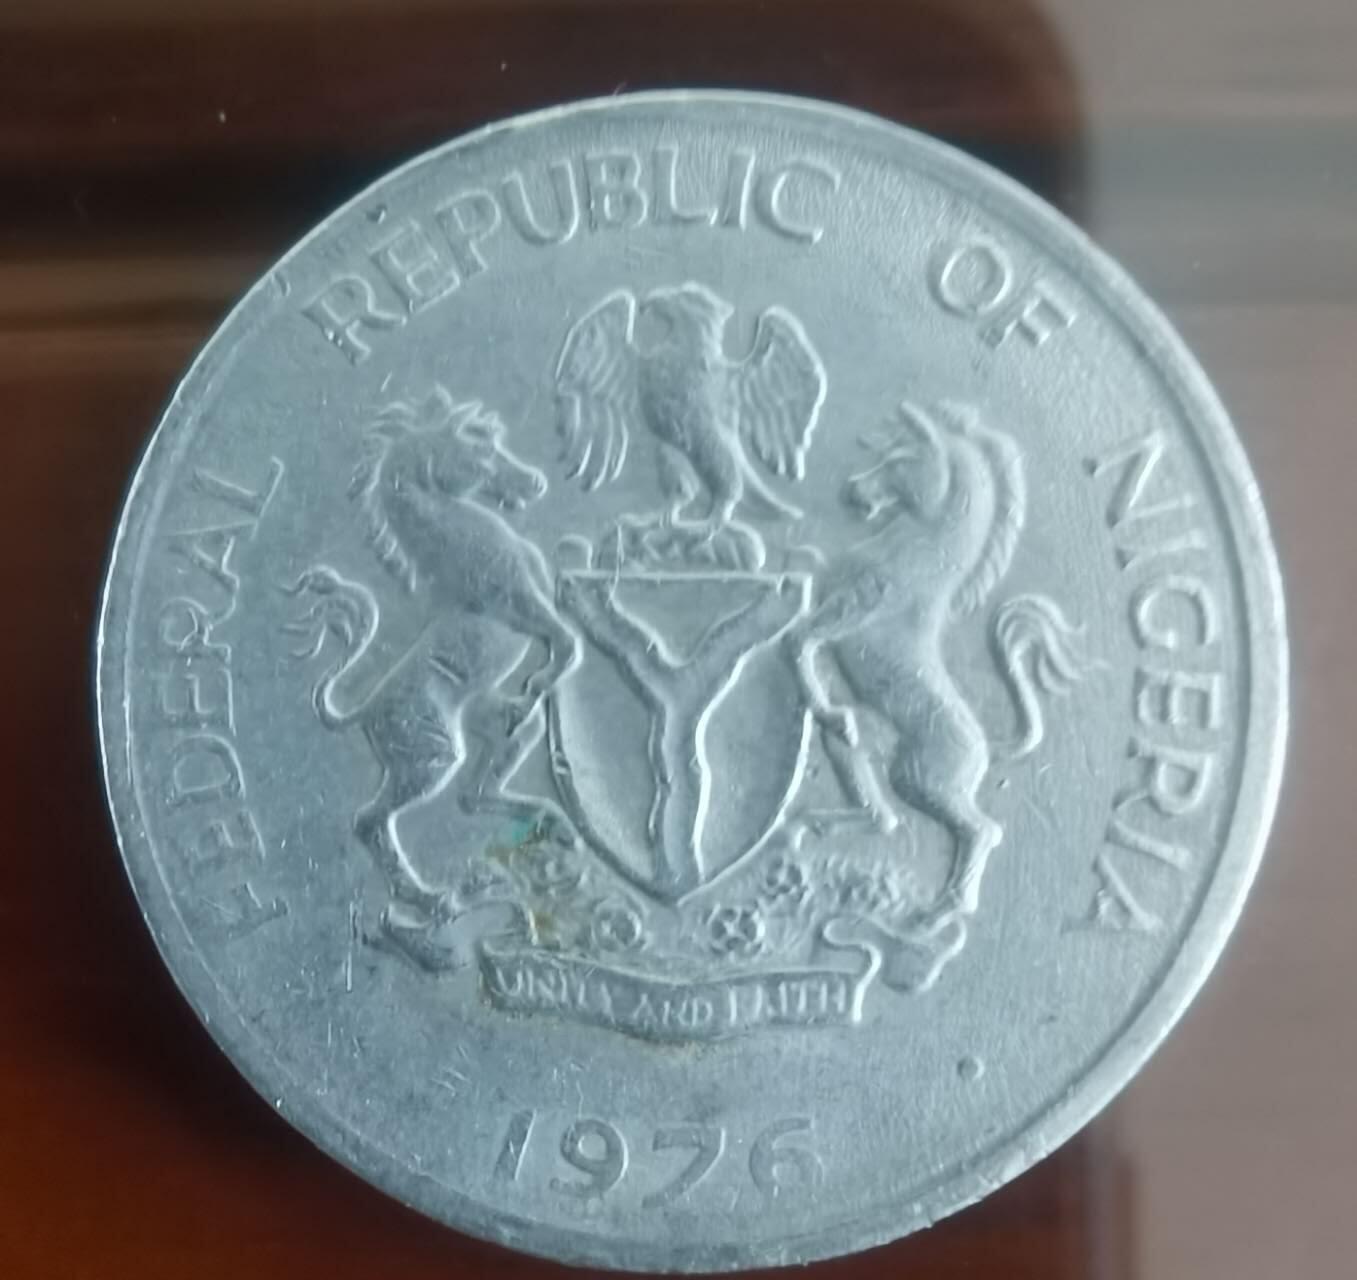 FEDERAL REPUBLIC OF NIGERIA
UNITY AND FAITH
1976